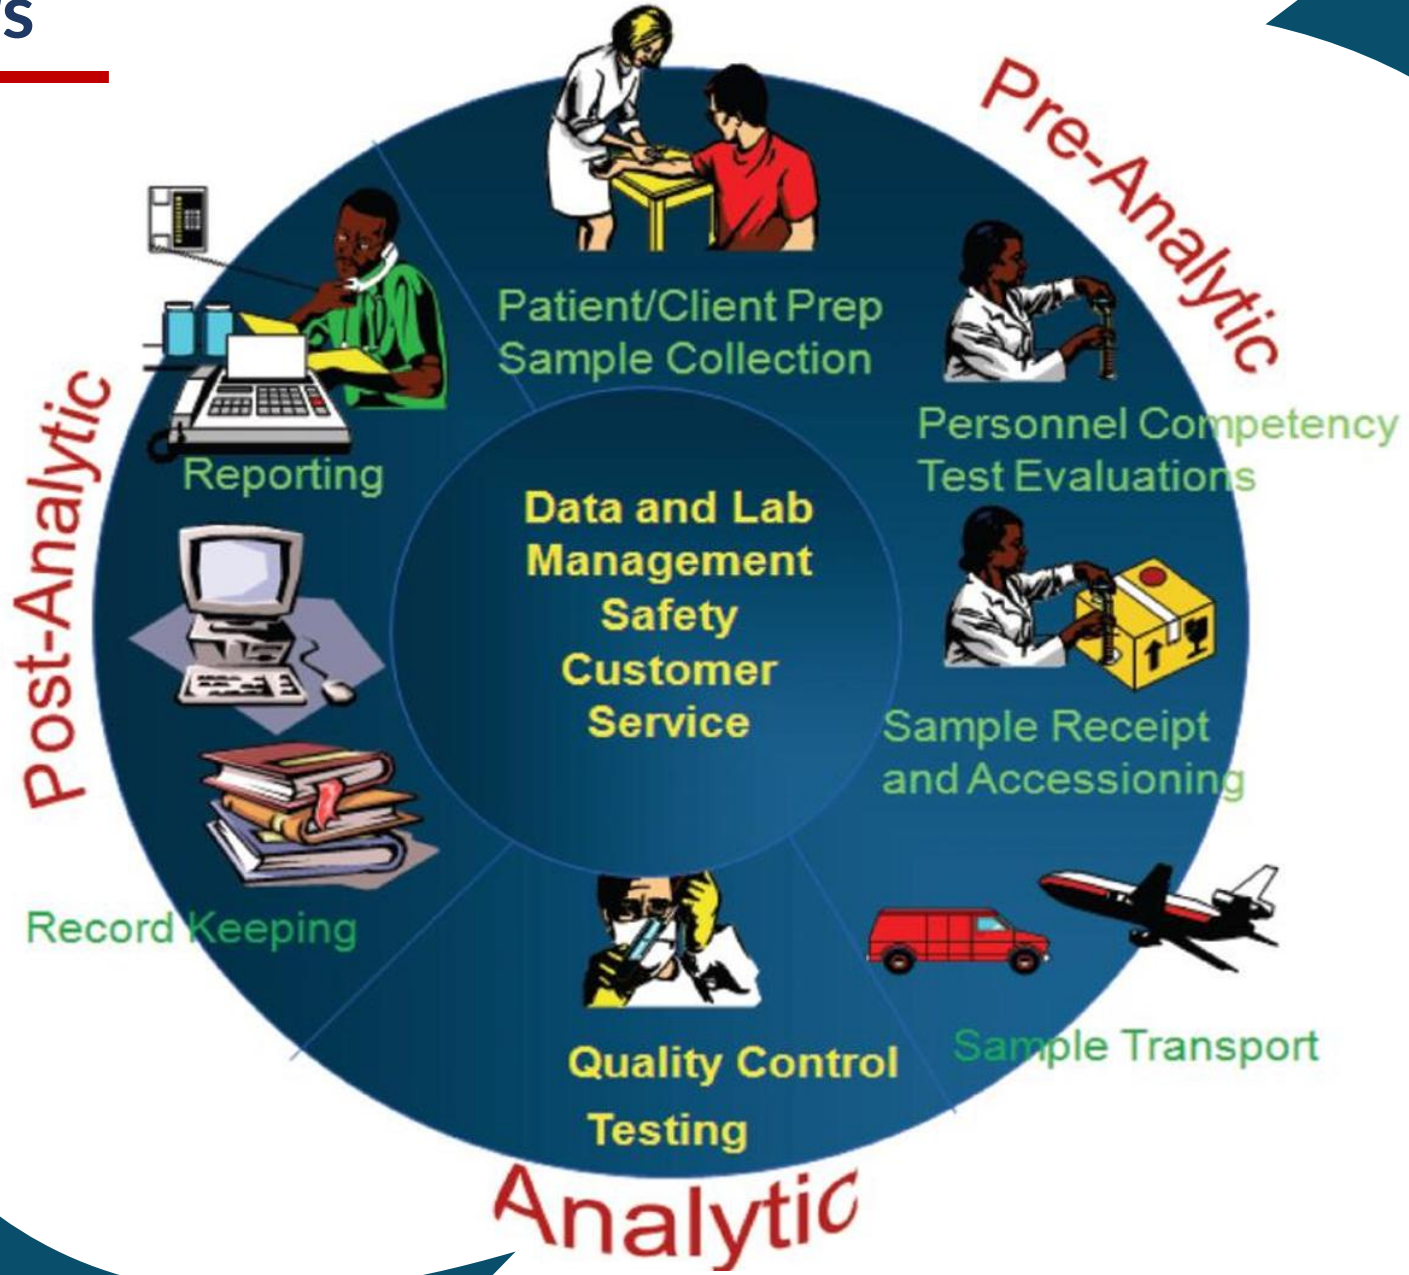 Pre-Analytic
Patient/Client Prep
Sample Collection
Personnel Competency
Test Evaluations
Sample Receipt
and Accessioning
Sample Transport
Data and Lab
Management
Safety
Customer
Service
Quality Control
Testing
Analytic
Post-Analytic
Reporting
Record Keeping